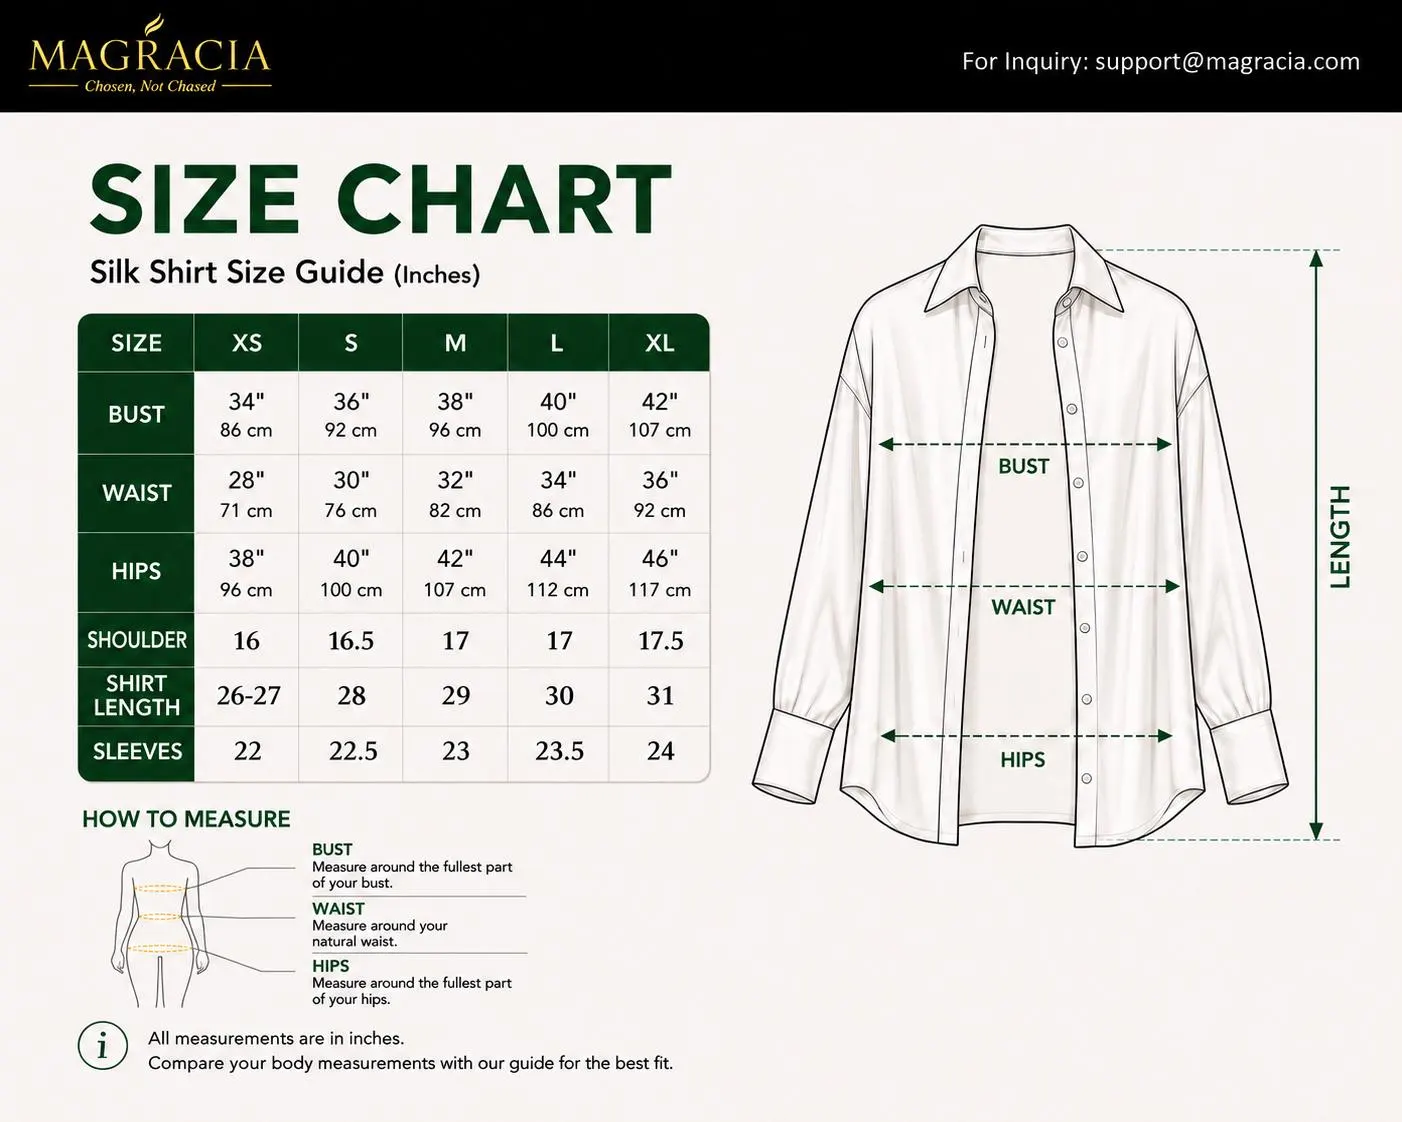 MAGRACIA
Chosen, Not Chased
For Inquiry: support@magracia.com
SIZE CHART
Silk Shirt Size Guide (Inches)
SIZE XS S M L XL
BUST 34" 36" 38" 40" 42"
86 cm 92 cm 96 cm 100 cm 107 cm
WAIST 28" 30" 32" 34" 36"
71 cm 76 cm 82 cm 86 cm 92 cm
HIPS 38" 40" 42" 44" 46"
96 cm 100 cm 107 cm 112 cm 117 cm
SHOULDER 16 16.5 17 17 17.5
SHIRT LENGTH 26-27 28 29 30 31
SLEEVES 22 22.5 23 23.5 24
BUST
WAIST
HIPS
LENGTH
HOW TO MEASURE
BUST
Measure around the fullest part
of your bust.
WAIST
Measure around your
natural waist.
HIPS
Measure around the fullest part
of your hips.
i
All measurements are in inches.
Compare your body measurements with our guide for the best fit.